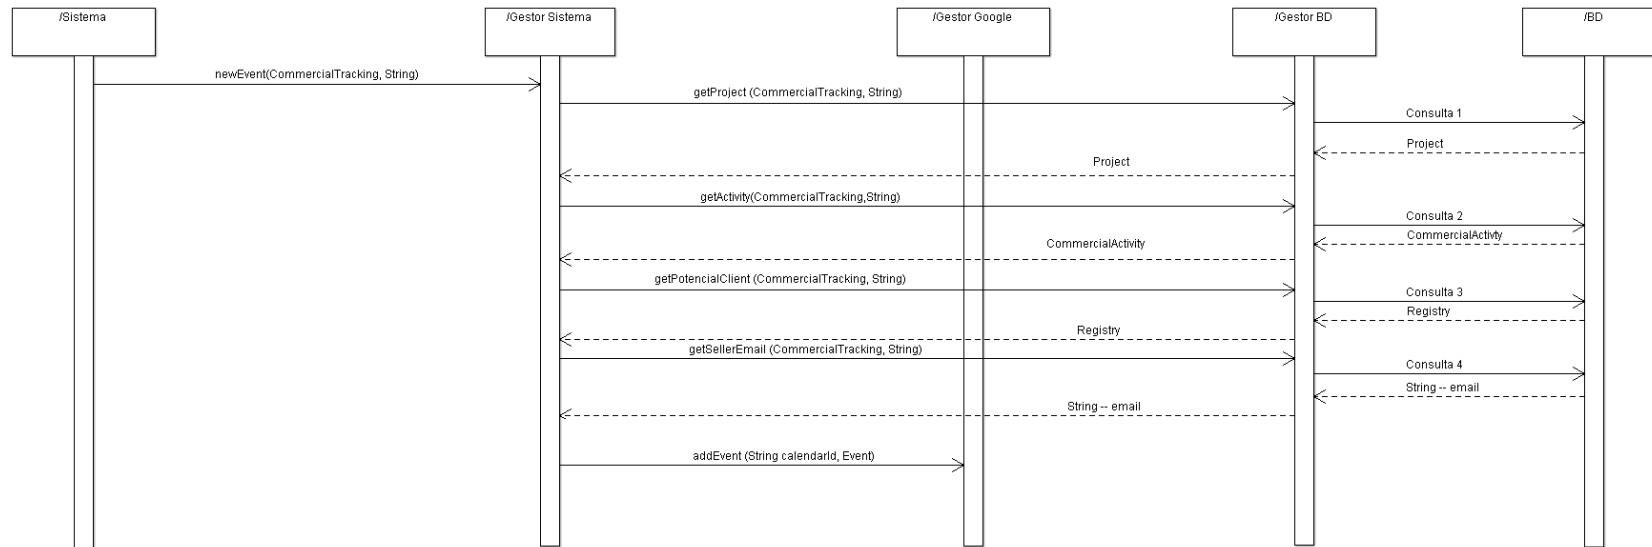 /Sistema
/Gestor Sistema
/Gestor Google
/Gestor BD
/BD
newEvent(CommercialTracking, String)
getProject (CommercialTracking, String)
Consulta 1
Project
Project
getActivity(CommercialTracking,String)
Consulta 2
CommercialActivty
CommercialActivity
getPotencialClient (CommercialTracking, String)
Consulta 3
Registry
Registry
getSellerEmail (CommercialTracking, String)
Consulta 4
String -- email
String -- email
addEvent (String calendarId, Event)